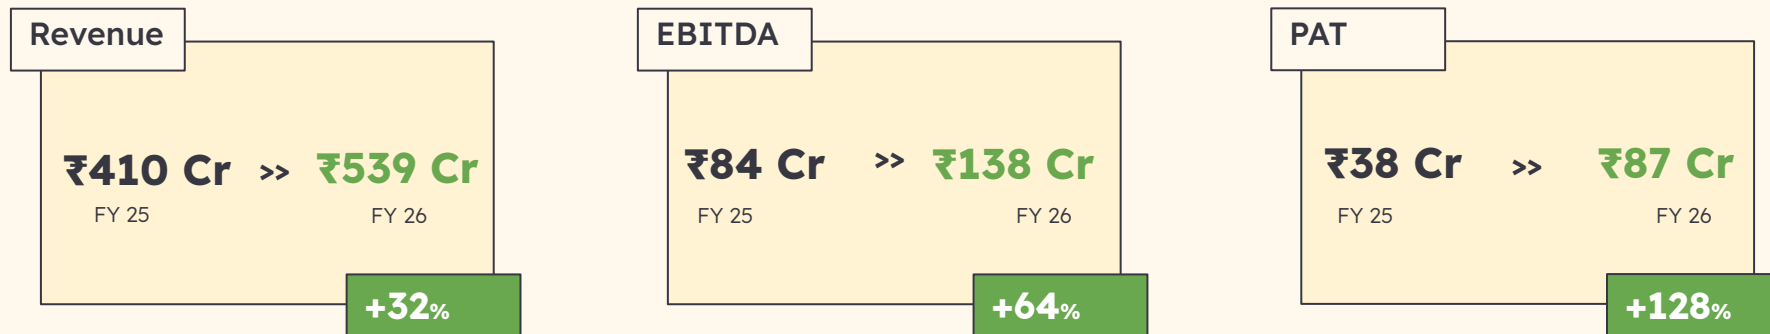 Revenue
₹410 Cr >> ₹539 Cr
FY 25 FY 26
+32%
EBITDA
₹84 Cr >> ₹138 Cr
FY 25 FY 26
+64%
PAT
₹38 Cr >> ₹87 Cr
FY 25 FY 26
+128%